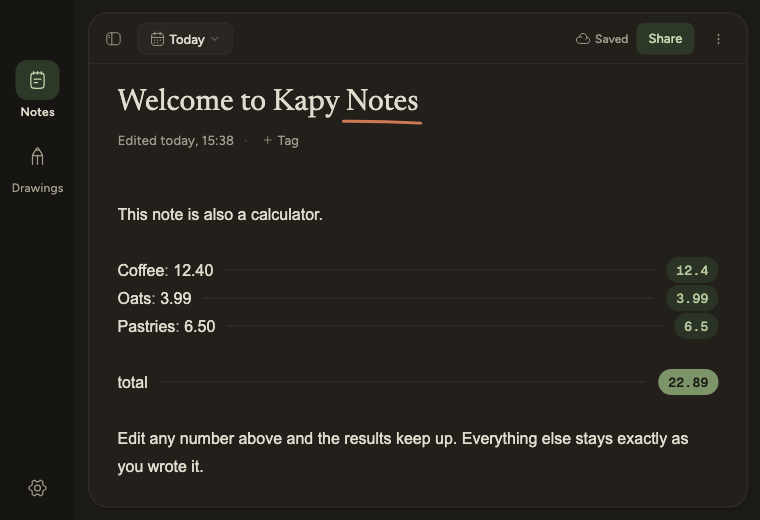 Today
Saved
Share
Notes
Drawings
Welcome to Kapy Notes
Edited today, 15:38 · + Tag
This note is also a calculator.
Coffee: 12.40 12.4
Oats: 3.99 3.99
Pastries: 6.50 6.5
total 22.89
Edit any number above and the results keep up. Everything else stays exactly as
you wrote it.